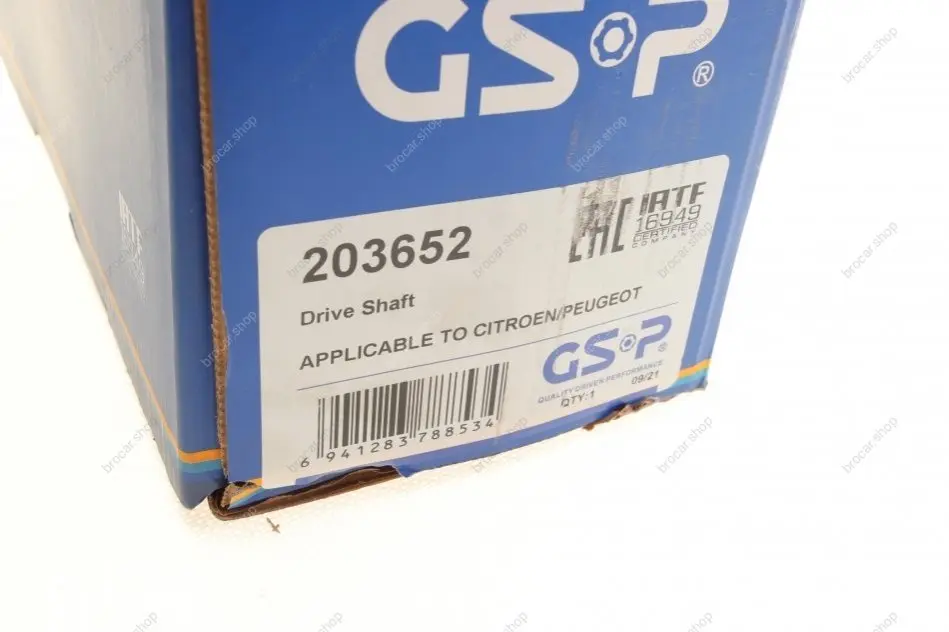 GSP®
203652
Drive Shaft
APPLICABLE TO CITROEN/PEUGEOT
EAC
IATF
16949
CERTIFIED
COMPANY
GSP®
QUALITY DRIVEN PERFORMANCE
QTY:1 09/21
6 941283 788534
IATF
brocar.shop